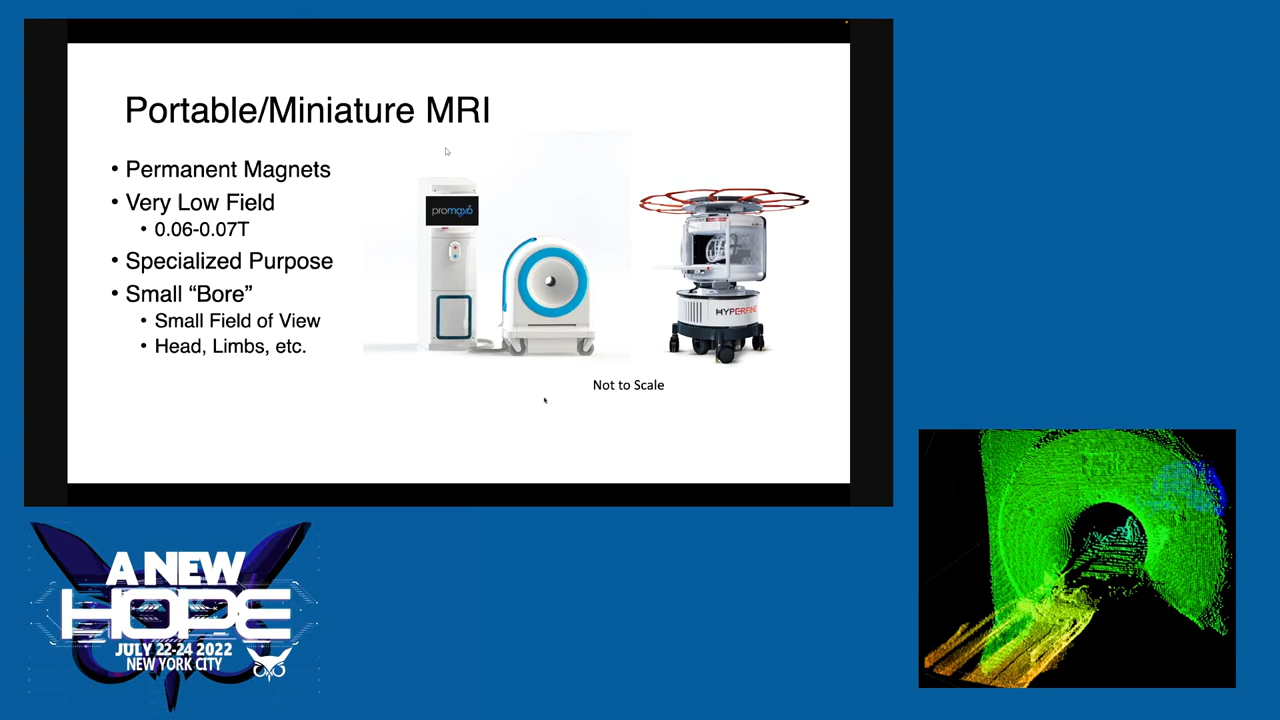 Portable/Miniature MRI
• Permanent Magnets
• Very Low Field
• 0.06-0.07T
• Specialized Purpose
• Small “Bore”
• Small Field of View
• Head, Limbs, etc.
promaxo
HYPERFINE
Not to Scale
A NEW
HOPE
JULY 22-24 2022
NEW YORK CITY